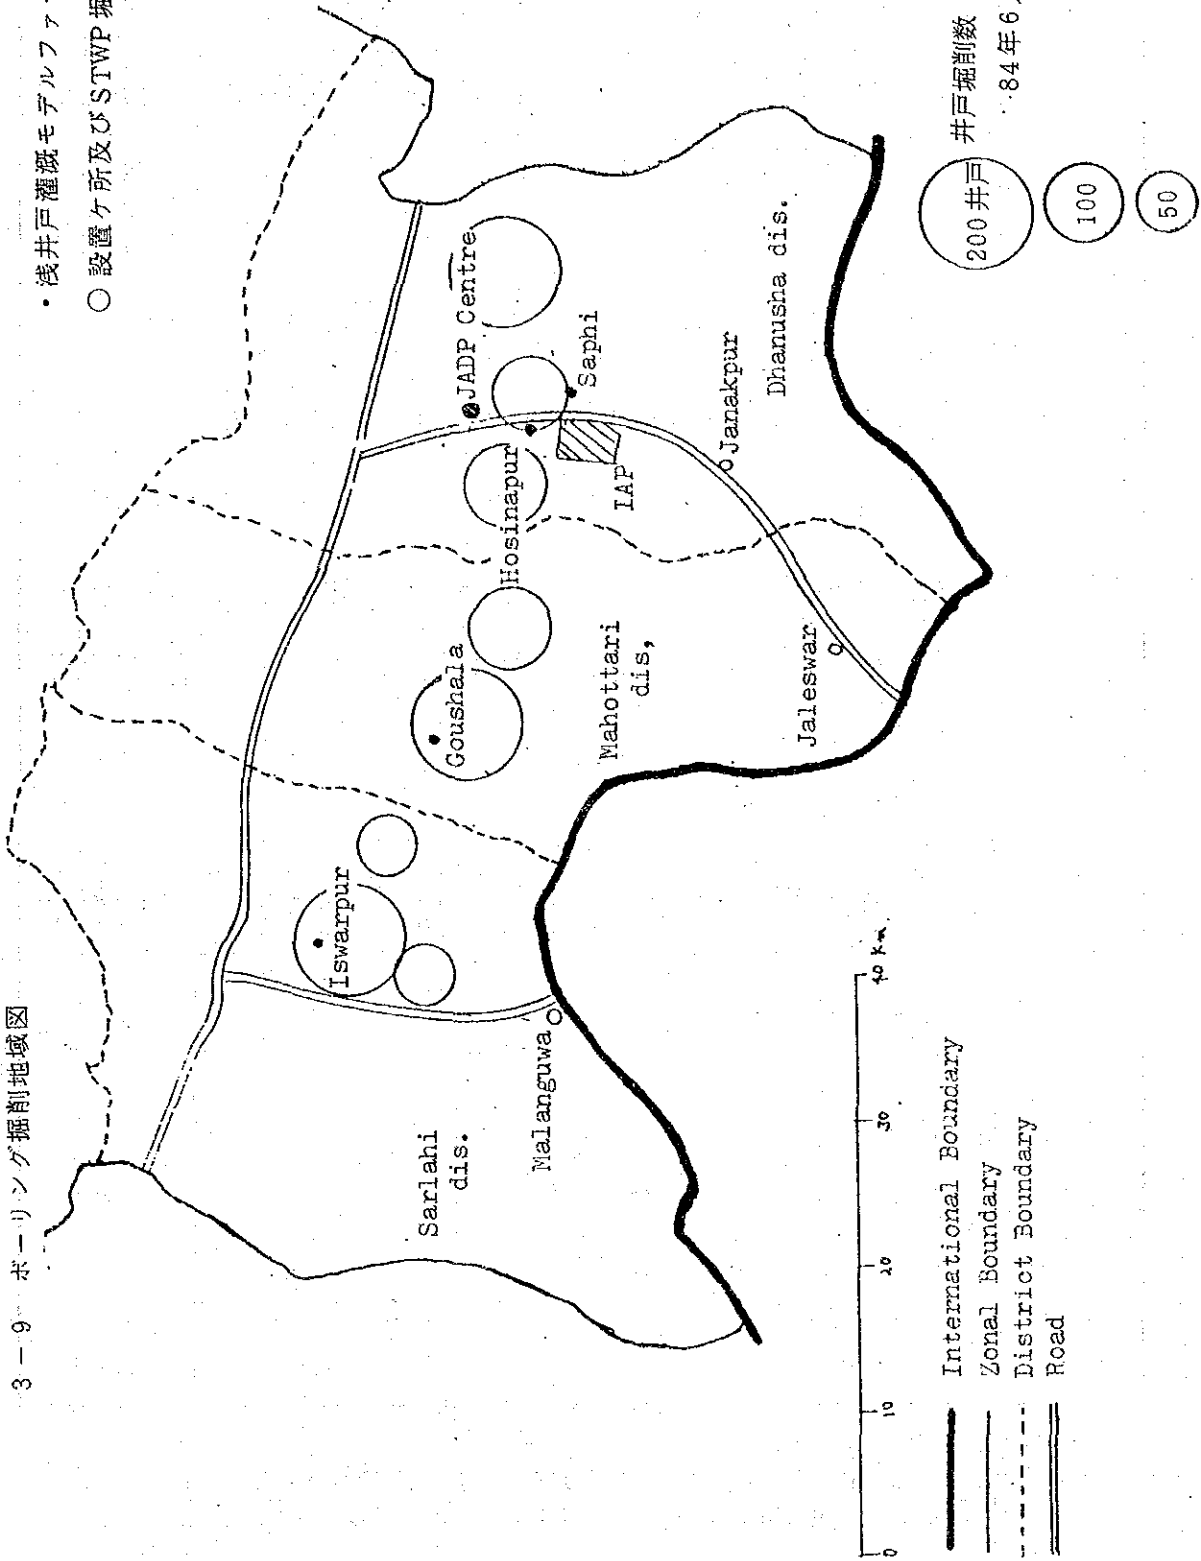 3-9 ボーリング掘削地域図
・浅井戸灌漑モデルファ
○設置ケ所及びSTWP堀
JADP Centre
Saphi
Hosinapur
IAP
Goushala
Iswarpur
Janakpur
Dhanusha dis.
Mahottari
dis,
Jaleswar
Sarlahi
dis.
Malanguwa
0 10 20 30 40 Km.
International Boundary
Zonal Boundary
District Boundary
Road
200井戸 井戸堀削数
'84年6
100
50